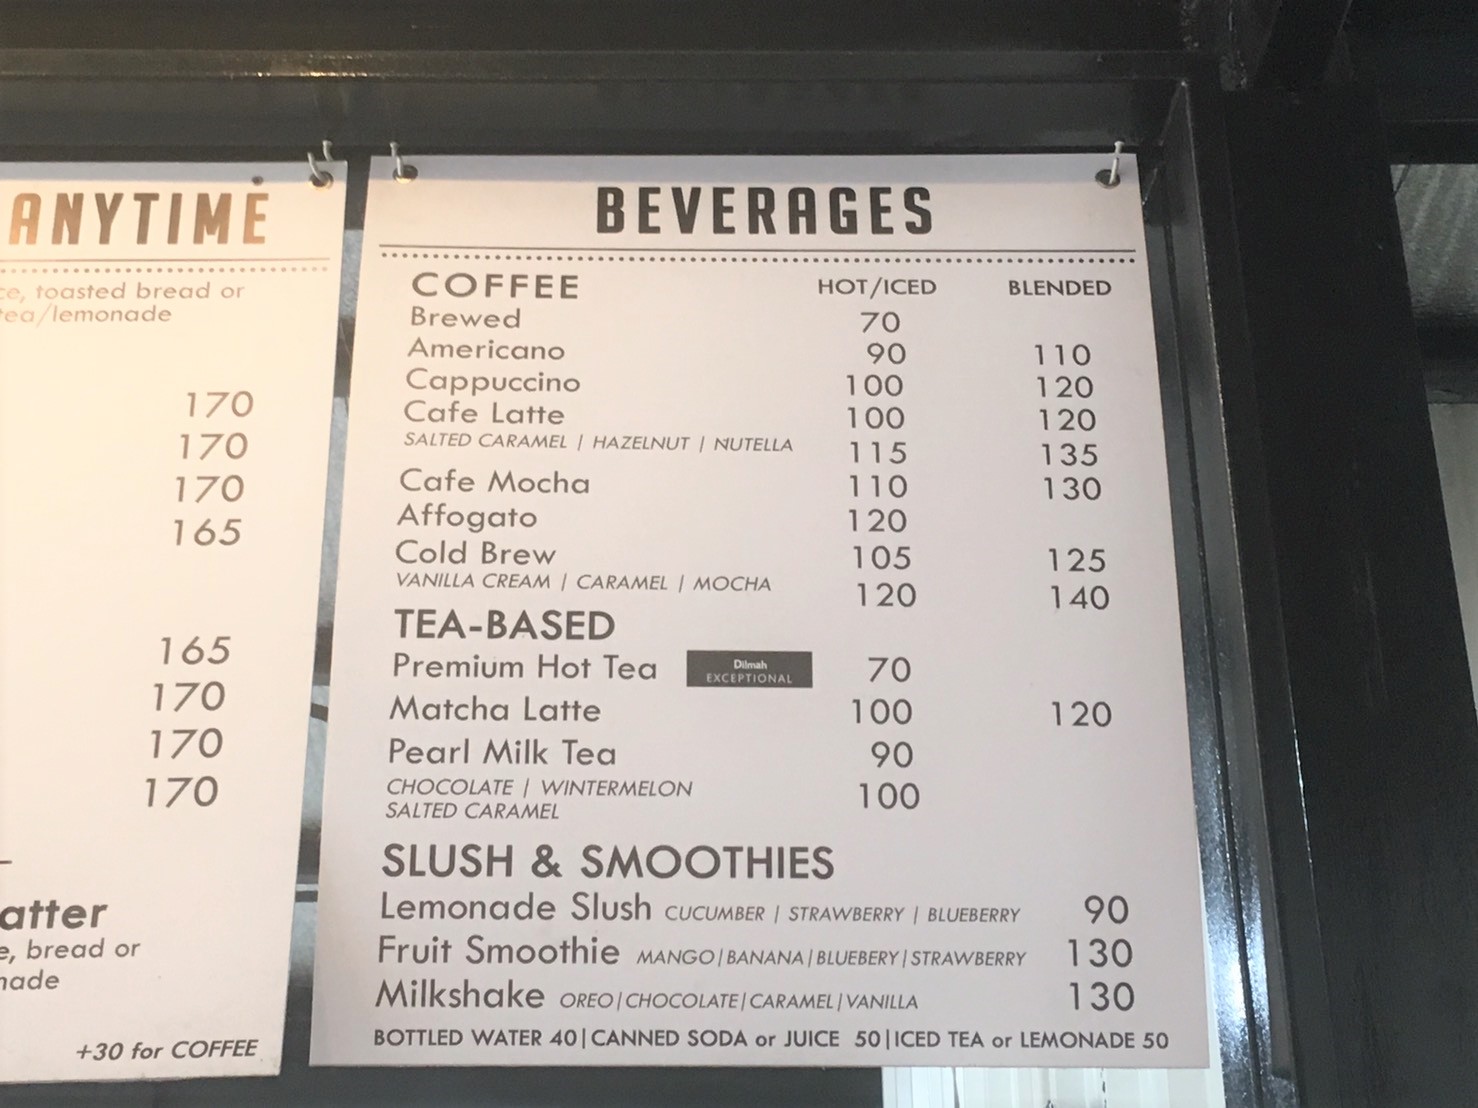 ANYTIME
ce, toasted bread or
tea/lemonade
170
170
170
165
165
170
170
170
atter
e, bread or
nade
+30 for COFFEE
BEVERAGES
COFFEE HOT/ICED BLENDED
Brewed 70
Americano 90 110
Cappuccino 100 120
Cafe Latte 100 120
SALTED CARAMEL | HAZELNUT | NUTELLA 115 135
Cafe Mocha 110 130
Affogato 120
Cold Brew 105 125
VANILLA CREAM | CARAMEL | MOCHA 120 140
TEA-BASED
Premium Hot Tea Dilmah EXCEPTIONAL 70
Matcha Latte 100 120
Pearl Milk Tea 90
CHOCOLATE | WINTERMELON 100
SALTED CARAMEL
SLUSH & SMOOTHIES
Lemonade Slush CUCUMBER | STRAWBERRY | BLUEBERRY 90
Fruit Smoothie MANGO|BANANA|BLUEBERY|STRAWBERRY 130
Milkshake OREO|CHOCOLATE|CARAMEL|VANILLA 130
BOTTLED WATER 40|CANNED SODA or JUICE 50|ICED TEA or LEMONADE 50